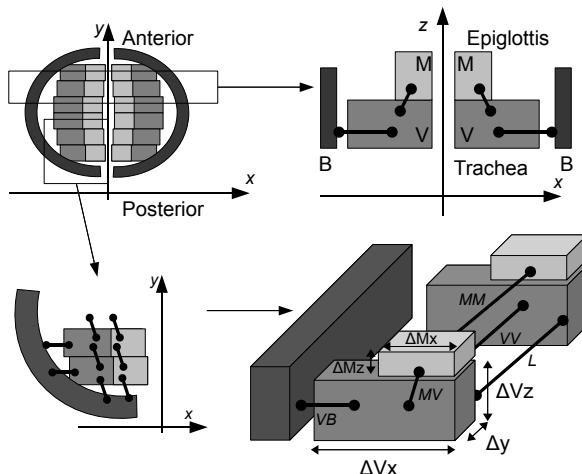 y
Anterior
x
Posterior
z
Epiglottis
M
M
V
V
B
Trachea
B
x
y
x
MM
ΔMx
VV
ΔMz
L
MV
ΔVz
VB
Δy
ΔVx